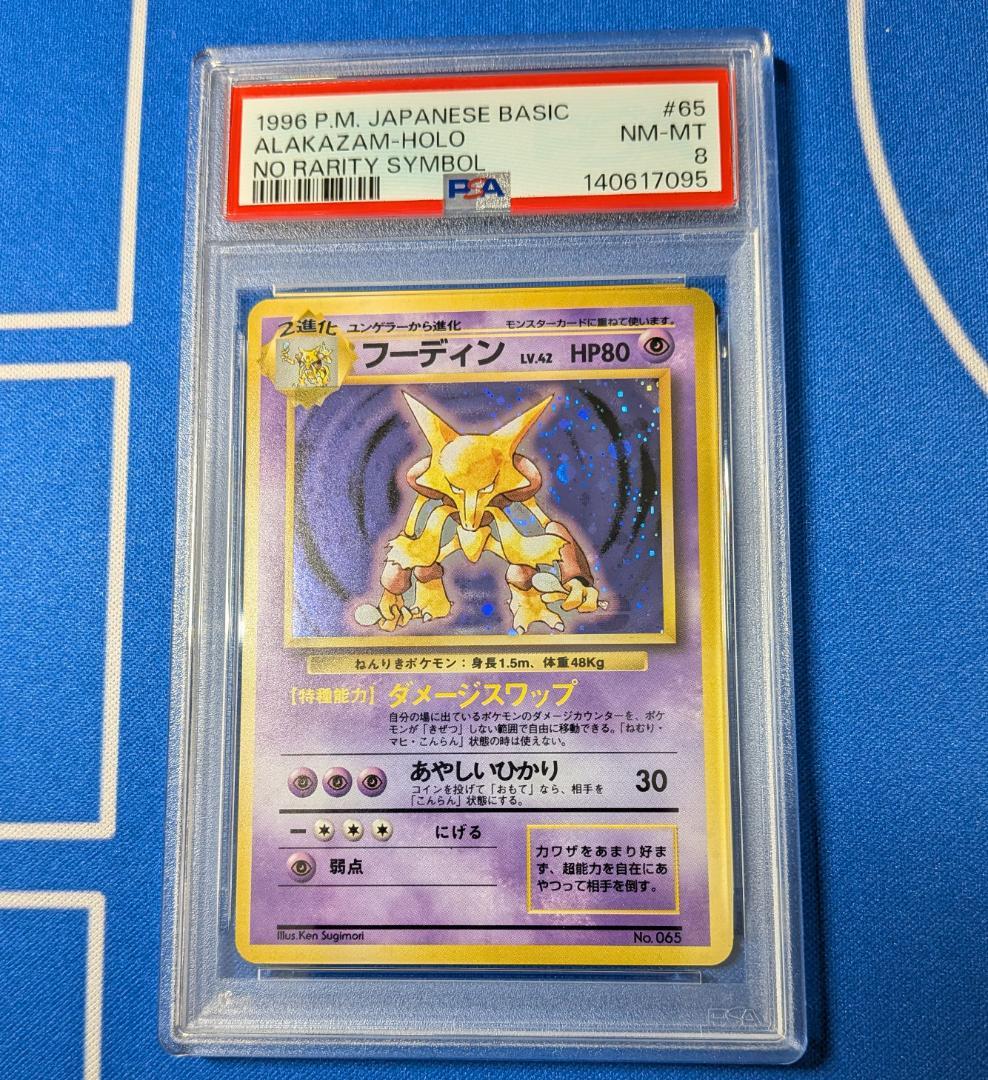 1996 P.M. JAPANESE BASIC #65
ALAKAZAM-HOLO NM-MT
NO RARITY SYMBOL 8
PSA 140617095
2進化 ユンゲラーから進化 モンスターカードに重ねて使います。
フーディン LV.42 HP80
ねんりきポケモン：身長1.5m、体重48Kg
【特殊能力】ダメージスワップ
自分の場に出ているポケモンのダメージカウンターを、ポケ
モンが「きぜつ」しない範囲で自由に移動できる。「ねむり・
マヒ・こんらん」状態の時は使えない。
あやしいひかり 30
コインを投げて「おもて」なら、相手を
「こんらん」状態にする。
にげる
弱点
力ワザをあまり好ま
ず、超能力を自在にあ
やつって相手を倒す。
Illus.Ken Sugimori No.065
PSA